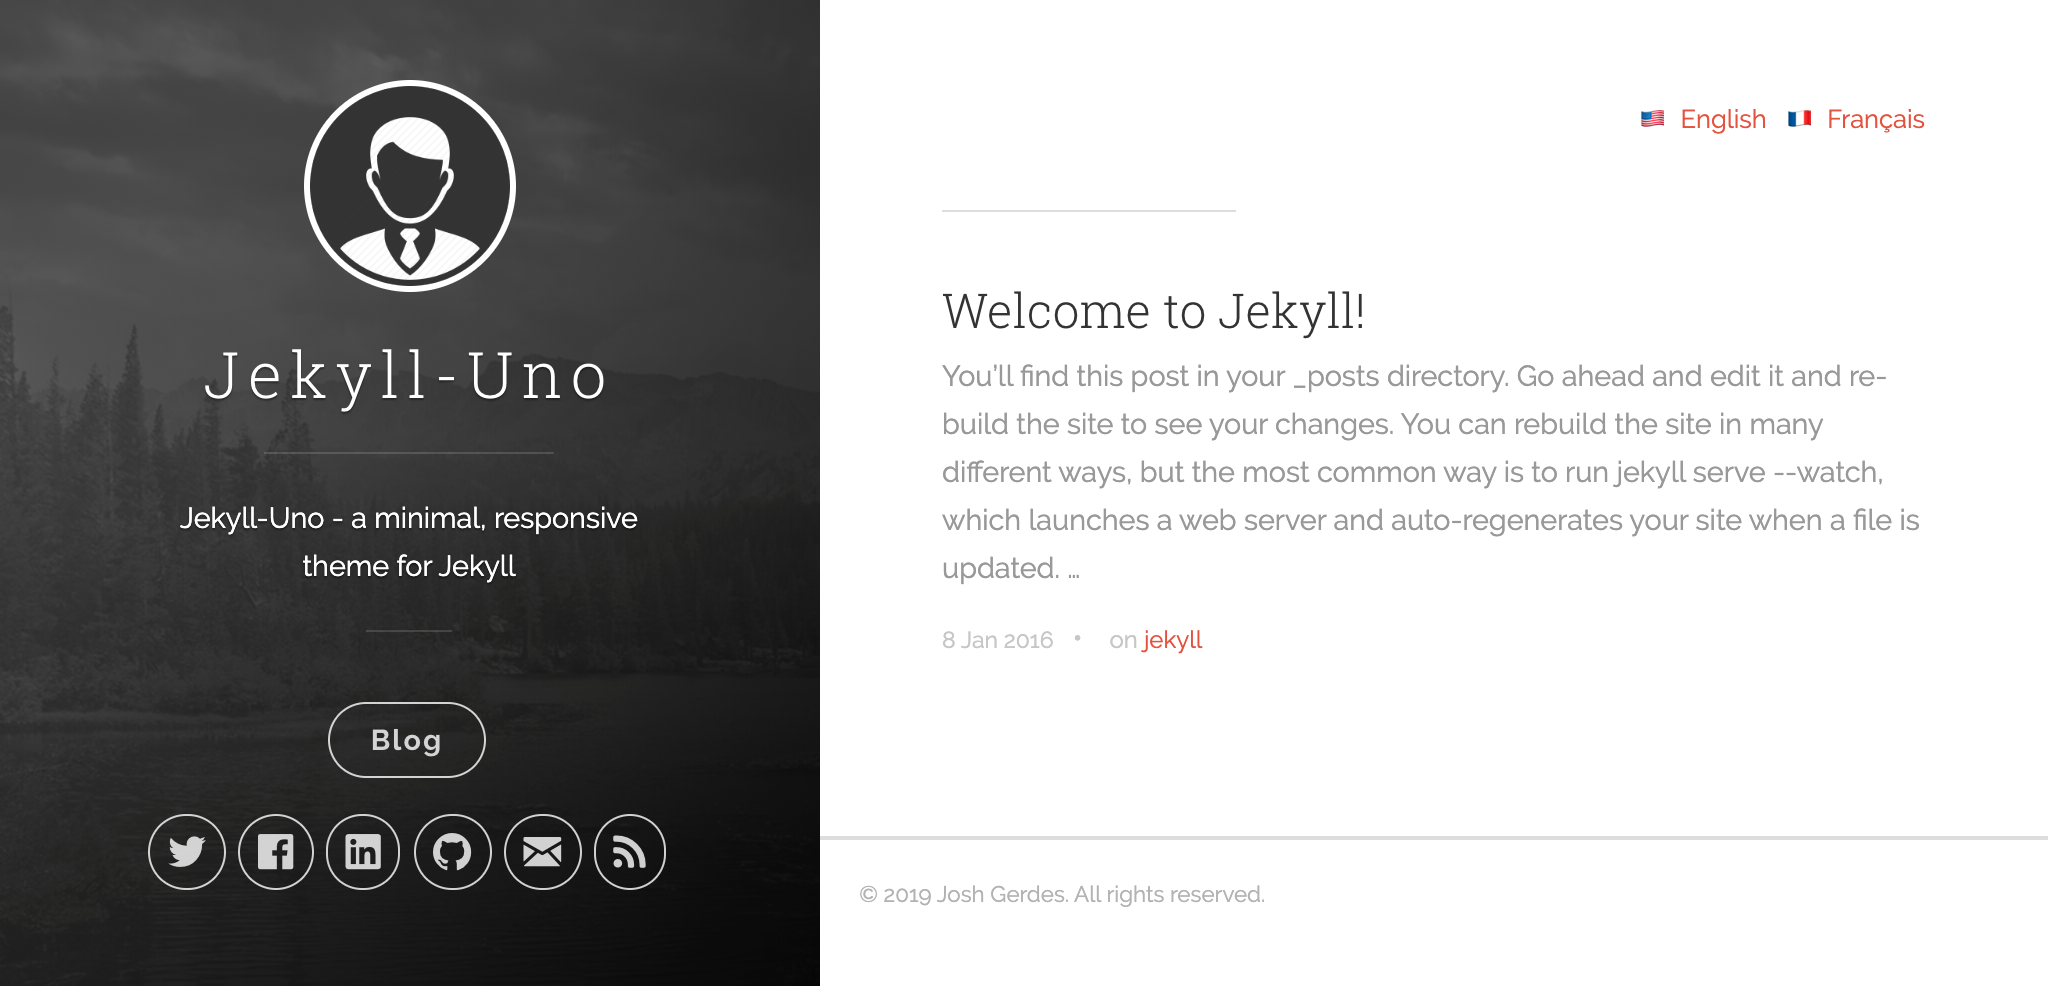 Jekyll-Uno
Jekyll-Uno - a minimal, responsive
theme for Jekyll
Blog
English Français
Welcome to Jekyll!
You’ll find this post in your _posts directory. Go ahead and edit it and re-
build the site to see your changes. You can rebuild the site in many
different ways, but the most common way is to run jekyll serve --watch,
which launches a web server and auto-regenerates your site when a file is
updated. …
8 Jan 2016 • on jekyll
© 2019 Josh Gerdes. All rights reserved.